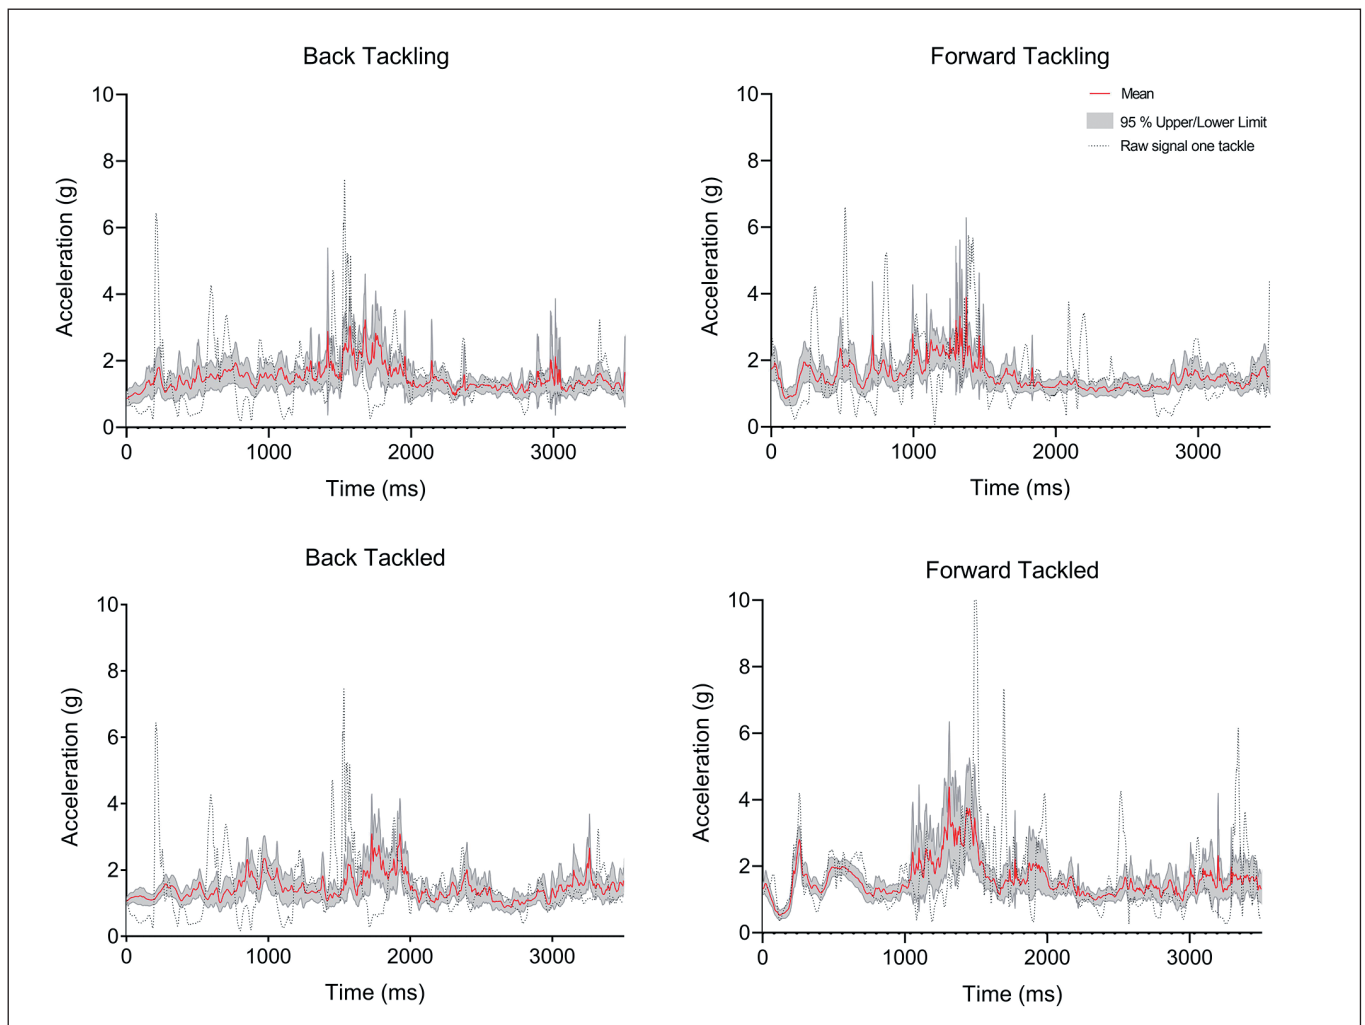 Back Tackling
10
8
6
4
2
0
Acceleration (g)
0 1000 2000 3000
Time (ms)
Forward Tackling
Mean
95 % Upper/Lower Limit
Raw signal one tackle
10
8
6
4
2
0
Acceleration (g)
0 1000 2000 3000
Time (ms)
Back Tackled
10
8
6
4
2
0
Acceleration (g)
0 1000 2000 3000
Time (ms)
Forward Tackled
10
8
6
4
2
0
Acceleration (g)
0 1000 2000 3000
Time (ms)